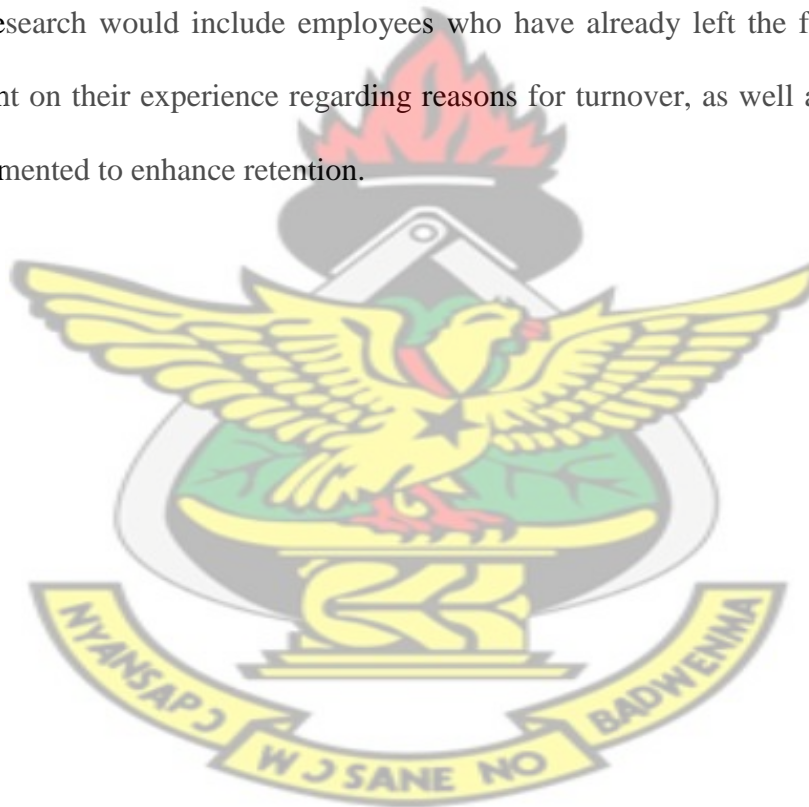 esearch would include employees who have already left the f
nt on their experience regarding reasons for turnover, as well a
mented to enhance retention.
NYANSAPƆ
WƆSANE NO
BADWENMA